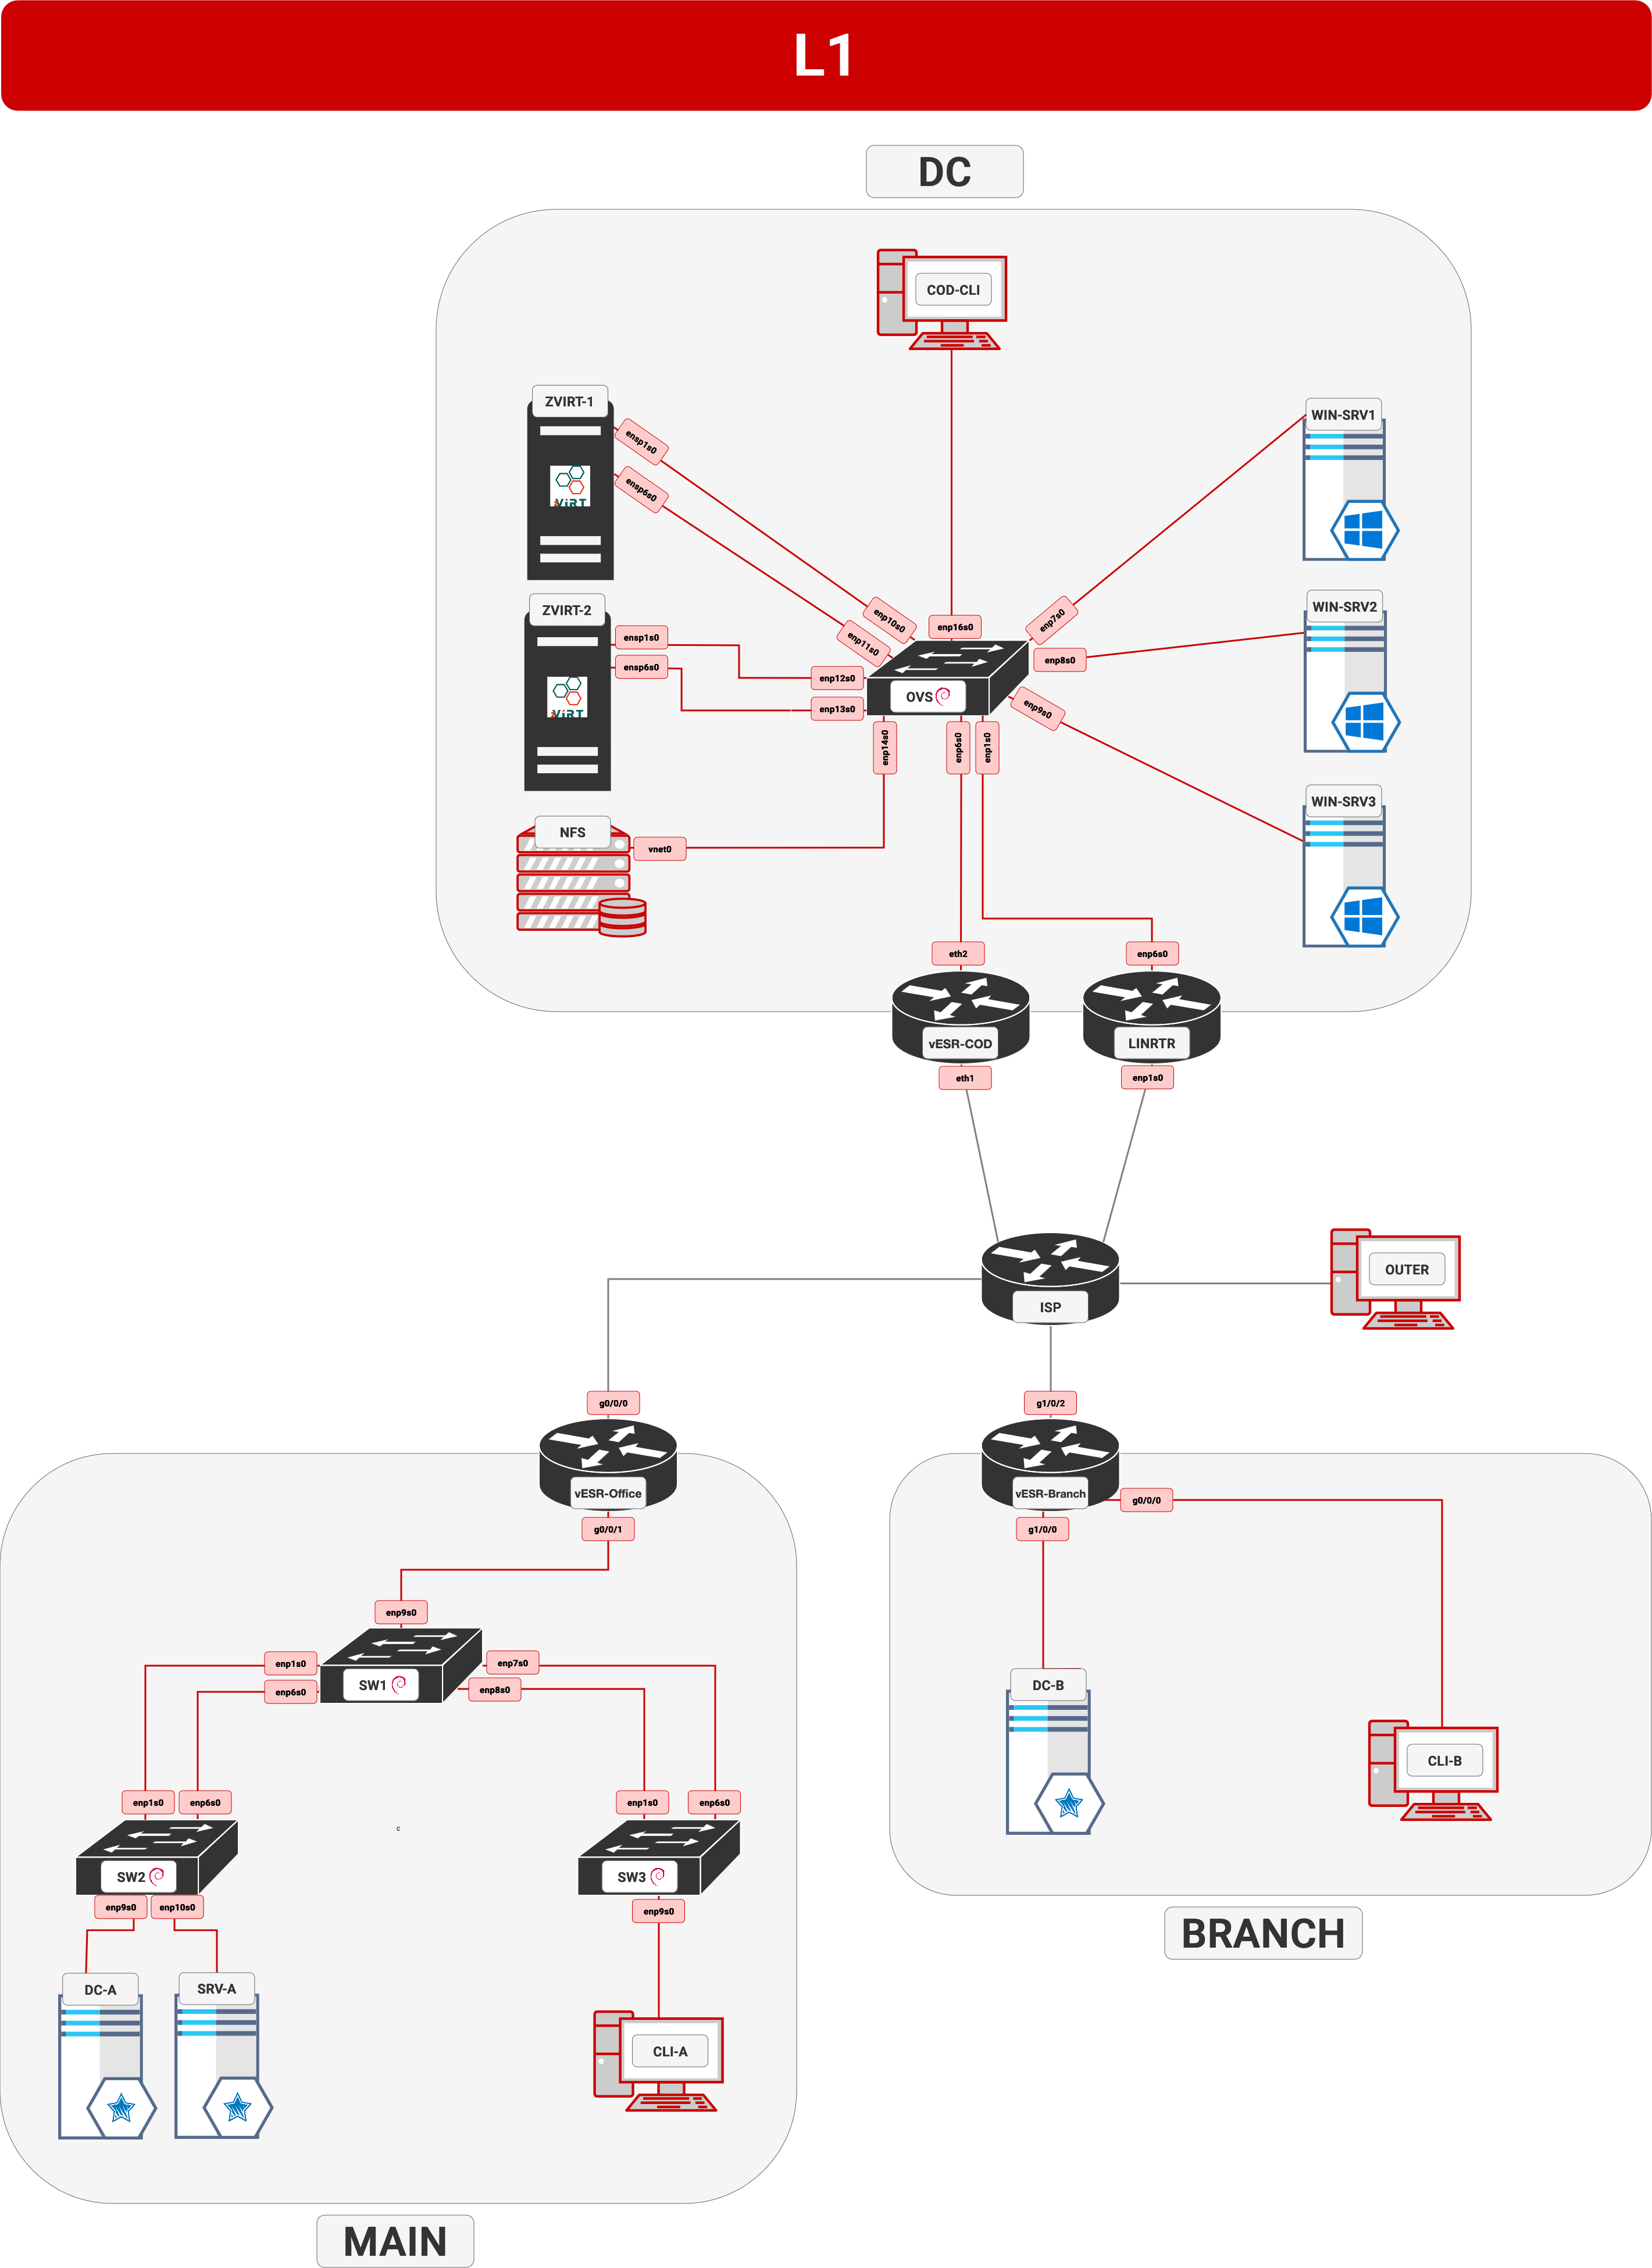 L1
DC
COD-CLI
ZVIRT-1
WIN-SRV1
ensp1s0
ensp6s0
ViRT
ZVIRT-2
WIN-SRV2
enp10s0
enp16s0
enp7s0
ensp1s0
enp11s0
enp8s0
ensp6s0
enp12s0
OVS
enp13s0
enp9s0
ViRT
enp14s0
enp6s0
enp1s0
WIN-SRV3
NFS
vnet0
eth2
enp6s0
vESR-COD
LINRTR
eth1
enp1s0
OUTER
ISP
g0/0/0
g1/0/2
vESR-Office
vESR-Branch
g0/0/0
g0/0/1
g1/0/0
enp9s0
enp1s0
enp7s0
SW1
enp6s0
enp8s0
DC-B
CLI-B
enp1s0
enp6s0
enp1s0
enp6s0
c
SW2
SW3
enp9s0
enp10s0
enp9s0
BRANCH
DC-A
SRV-A
CLI-A
MAIN